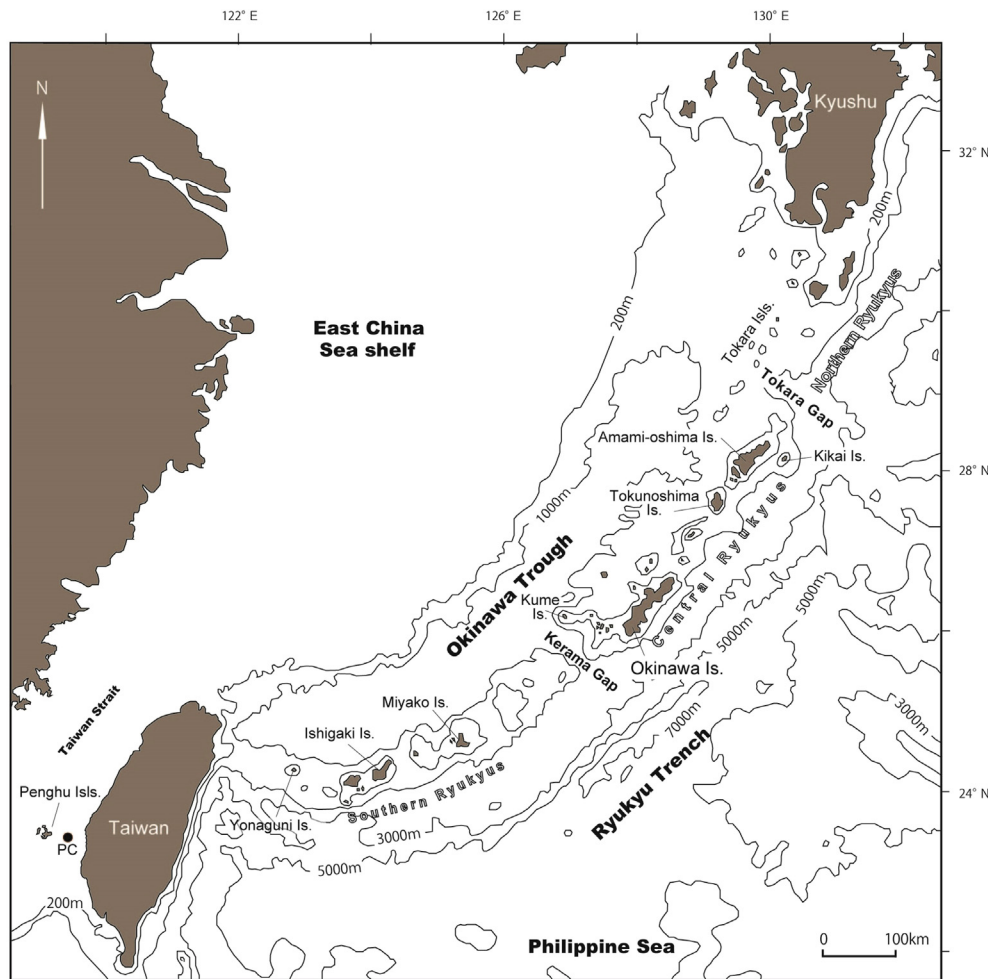 122° E
126° E
130° E
N
Kyushu
32° N
200m
East China
Sea shelf
200m
Tokara Isls.
Northern Ryukyus
Tokara Gap
Amami-oshima Is.
Kikai Is.
28° N
Tokunoshima
Is.
1000m
Central Ryukyus
Okinawa Trough
5000m
Kume
Is.
5000m
Kerama Gap
Okinawa Is.
Taiwan Strait
Miyako Is.
7000m
3000m
Ishigaki Is.
Ryukyu Trench
Southern Ryukyus
24° N
Penghu Isls.
Taiwan
Yonaguni Is.
3000m
PC
5000m
200m
Philippine Sea
0
100km